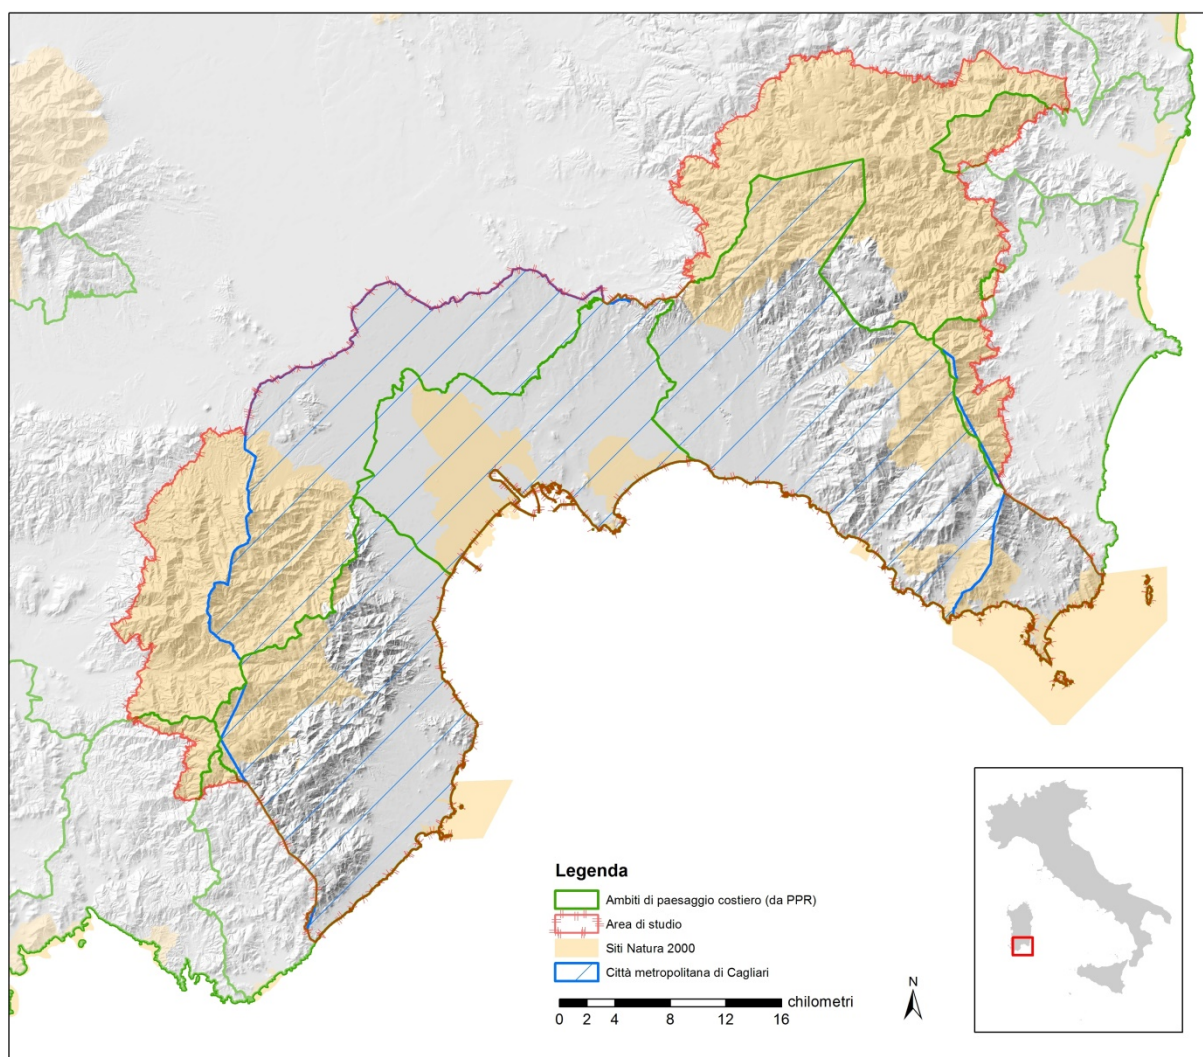 Legenda
Ambiti di paesaggio costiero (da PPR)
Area di studio
Siti Natura 2000
Città metropolitana di Cagliari
chilometri
0 2 4 8 12 16
N